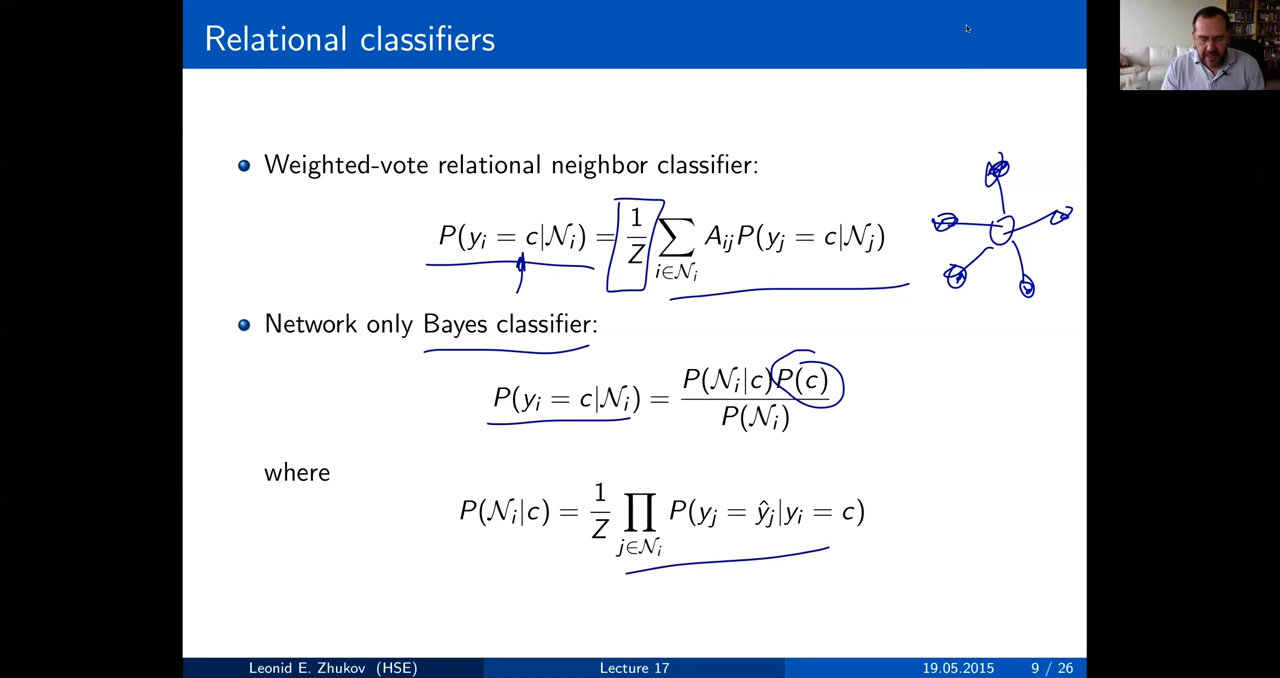 Relational classifiers
Weighted-vote relational neighbor classifier:
P(y_i = c|N_i) = 1/Z ∑_{i∈N_i} A_{ij}P(y_j = c|N_j)
Network only Bayes classifier:
P(y_i = c|N_i) = P(N_i|c)P(c) / P(N_i)
where
P(N_i|c) = 1/Z ∏_{j∈N_i} P(y_j = ŷ_j|y_i = c)
Leonid E. Zhukov (HSE) Lecture 17 19.05.2015 9 / 26